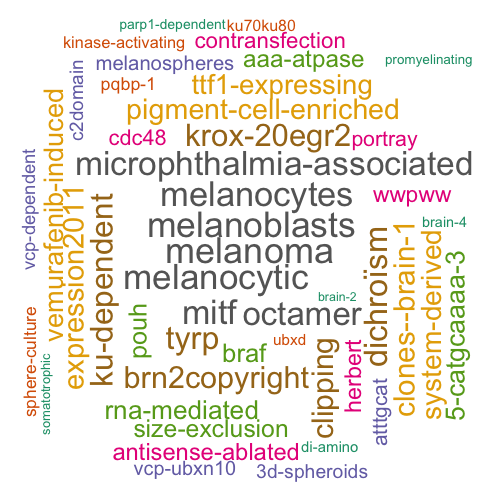 parp1-dependent
ku70ku80
kinase-activating
contransfection
melanospheres
aaa-atpase
promyelinating
c2domain
pqbp-1
ttf1-expressing
pigment-cell-enriched
cdc48
krox-20egr2
portray
microphthalmia-associated
vemurafenib-induced
vcp-dependent
melanocytes
wwpww
melanoblasts
brain-4
expression2011
ku-dependent
melanoma
dichroïsm
clones--brain-1
system-derived
5-catgcaaaa-3
melanocytic
brain-2
mitf
octamer
sphere-culture
somatotrophic
pouh
tyrp
braf
ubxd
clipping
herbert
atttgcat
brn2copyright
rna-mediated
size-exclusion
antisense-ablated
di-amino
vcp-ubxn10
3d-spheroids